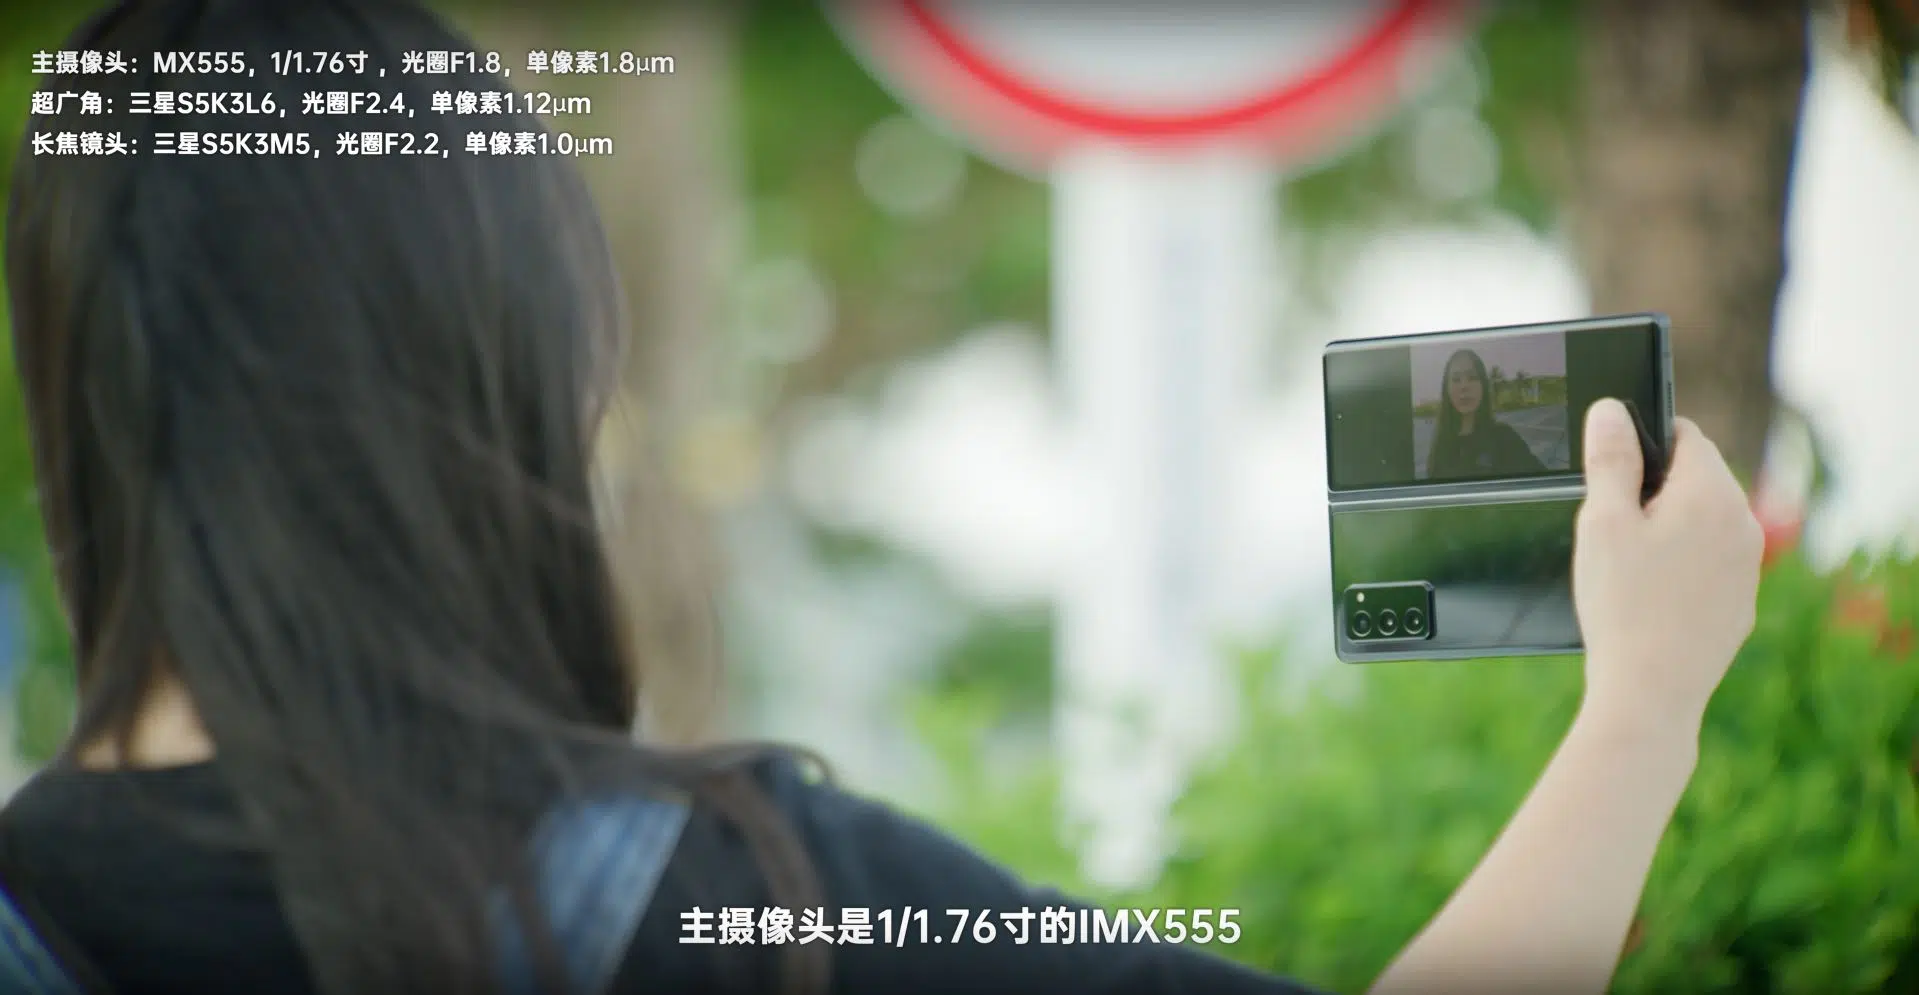 主摄像头：MX555，1/1.76寸 ，光圈F1.8，单像素1.8μm
超广角：三星S5K3L6，光圈F2.4，单像素1.12μm
长焦镜头：三星S5K3M5，光圈F2.2，单像素1.0μm
主摄像头是1/1.76寸的IMX555